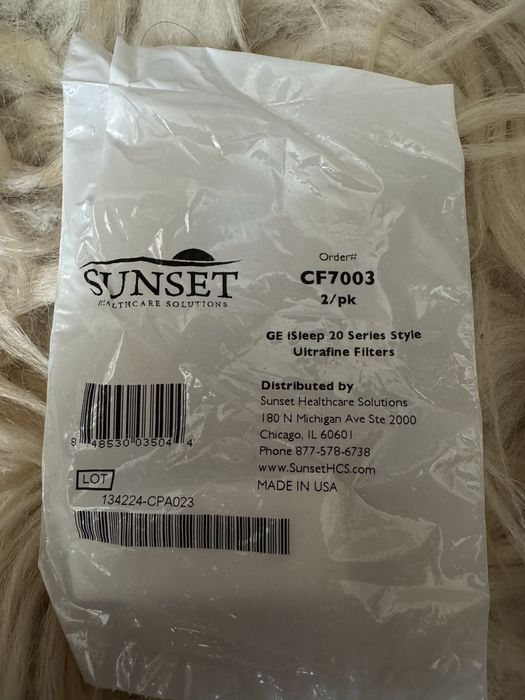 SUNSET
HEALTHCARE SOLUTIONS
Order#
CF7003
2/pk
GE iSleep 20 Series Style
Ultrafine Filters
Distributed by
Sunset Healthcare Solutions
180 N Michigan Ave Ste 2000
Chicago, IL 60601
Phone 877-578-6738
www.SunsetHCS.com
MADE IN USA
8 48530 03504 4
LOT
134224-CPA023